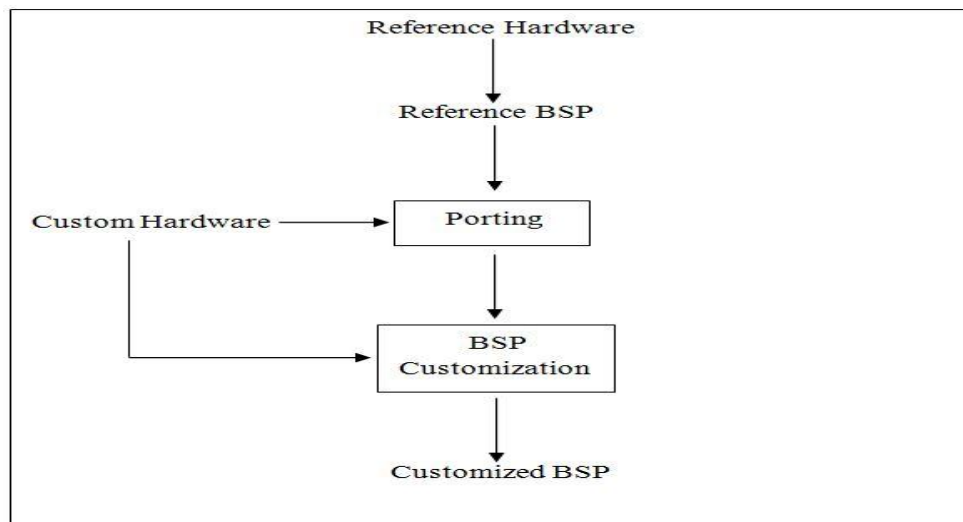 Reference Hardware
Reference BSP
Custom Hardware
Porting
BSP
Customization
Customized BSP